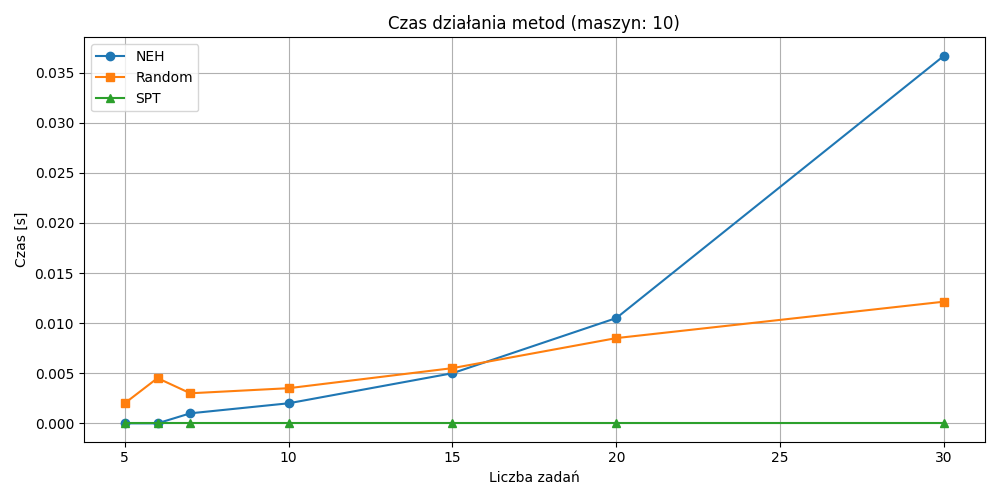 Czas działania metod (maszyn: 10)
NEH
Random
SPT
Czas [s]
0.035
0.030
0.025
0.020
0.015
0.010
0.005
0.000
5 10 15 20 25 30
Liczba zadań